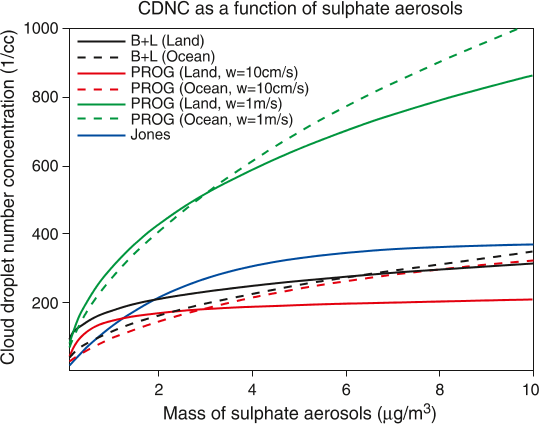 CDNC as a function of sulphate aerosols
Cloud droplet number concentration (1/cc)
1000
800
600
400
200
B+L (Land)
B+L (Ocean)
PROG (Land, w=10cm/s)
PROG (Ocean, w=10cm/s)
PROG (Land, w=1m/s)
PROG (Ocean, w=1m/s)
Jones
2 4 6 8 10
Mass of sulphate aerosols (μg/m³)